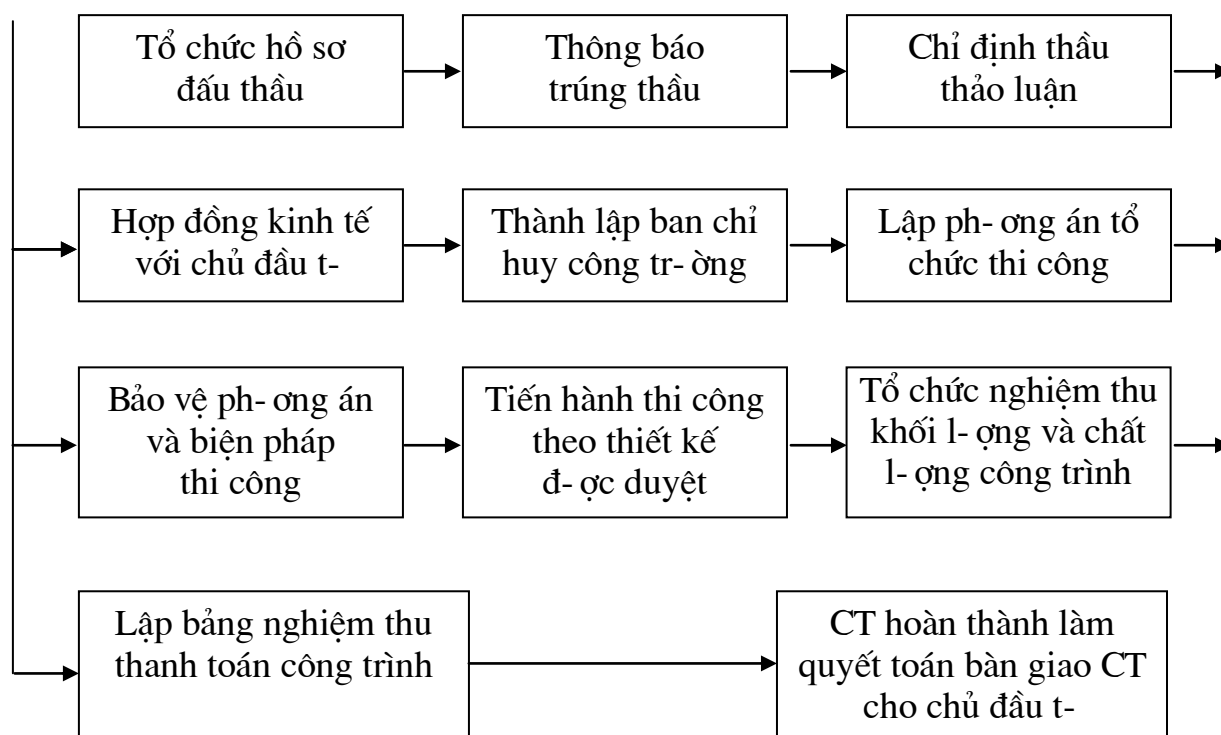 Tổ chức hồ sơ
đấu thầu
Thông báo
trúng thầu
Chỉ định thầu
thảo luận
Hợp đồng kinh tế
với chủ đầu t-
Thành lập ban chỉ
huy công tr- ờng
Lập ph- ơng án tổ
chức thi công
Bảo vệ ph- ơng án
và biện pháp
thi công
Tiến hành thi công
theo thiết kế
đ- ợc duyệt
Tổ chức nghiệm thu
khối l- ợng và chất
l- ợng công trình
Lập bảng nghiệm thu
thanh toán công trình
CT hoàn thành làm
quyết toán bàn giao CT
cho chủ đầu t-